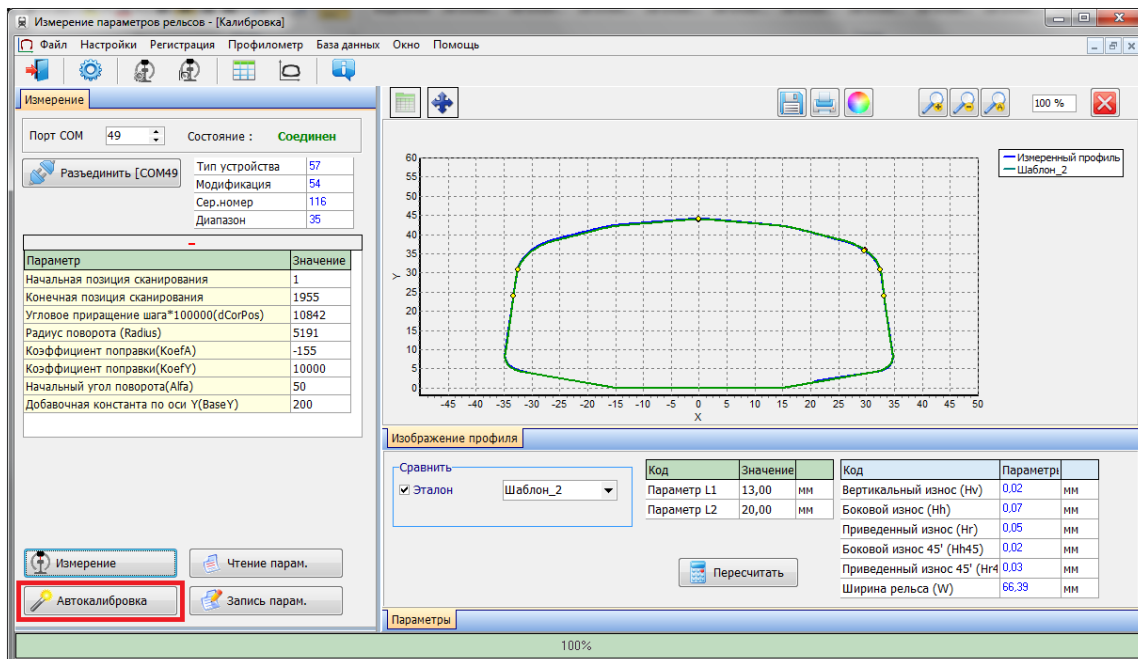 Измерение параметров рельсов - [Калибровка]
Файл Настройки Регистрация Профилометр База данных Окно Помощь
Измерение
Порт COM 49 Состояние : Соединен
Разъединить [COM49
Тип устройства 57
Модификация 54
Сер.номер 116
Диапазон 35
Параметр Значение
Начальная позиция сканирования 1
Конечная позиция сканирования 1955
Угловое приращение шага*100000(dCorPos) 10842
Радиус поворота (Radius) 5191
Коэффициент поправки(KoefA) -155
Коэффициент поправки(KoefY) 10000
Начальный угол поворота(Alfa) 50
Добавочная константа по оси Y(BaseY) 200
Измерение
Чтение парам.
Автокалибровка
Запись парам.
100 %
60
55
50
45
40
35
30
25
20
15
10
5
0
Y
-45 -40 -35 -30 -25 -20 -15 -10 -5 0 5 10 15 20 25 30 35 40 45 50
X
Измеренный профиль
Шаблон_2
Изображение профиля
Сравнить
Эталон Шаблон_2
Код Значение
Параметр L1 13,00 мм
Параметр L2 20,00 мм
Пересчитать
Код Параметры
Вертикальный износ (Hv) 0,02 мм
Боковой износ (Hh) 0,07 мм
Приведенный износ (Hr) 0,05 мм
Боковой износ 45' (Hh45) 0,02 мм
Приведенный износ 45' (Hr4 0,03 мм
Ширина рельса (W) 66,39 мм
Параметры
100%